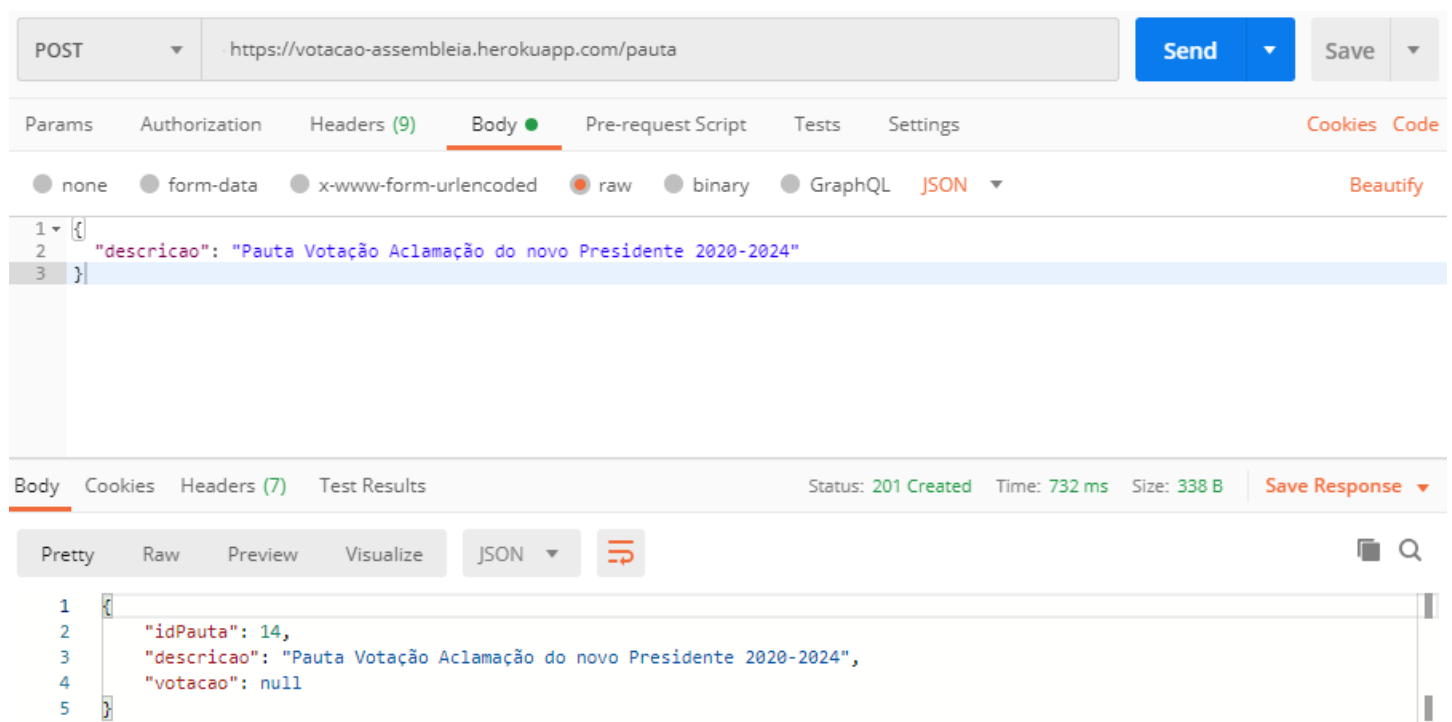 POST https://votacao-assembleia.herokuapp.com/pauta Send Save
Params Authorization Headers (9) Body Pre-request Script Tests Settings Cookies Code
none form-data x-www-form-urlencoded raw binary GraphQL JSON Beautify
1 {
2 "descricao": "Pauta Votação Aclamação do novo Presidente 2020-2024"
3 }
Body Cookies Headers (7) Test Results Status: 201 Created Time: 732 ms Size: 338 B Save Response
Pretty Raw Preview Visualize JSON
1 {
2 "idPauta": 14,
3 "descricao": "Pauta Votação Aclamação do novo Presidente 2020-2024",
4 "votacao": null
5 }